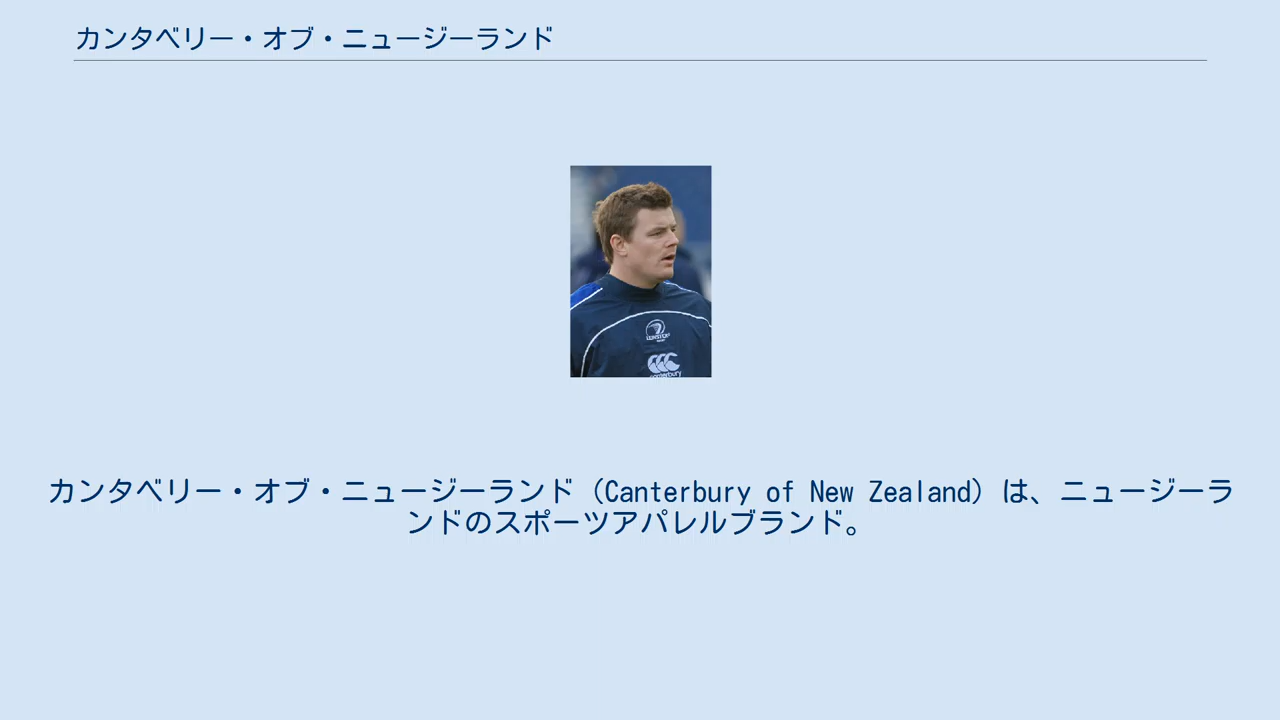 カンタベリー・オブ・ニュージーランド
LEINSTER
Canterbury
カンタベリー・オブ・ニュージーランド（Canterbury of New Zealand）は、ニュージーラ
ンドのスポーツアパレルブランド。